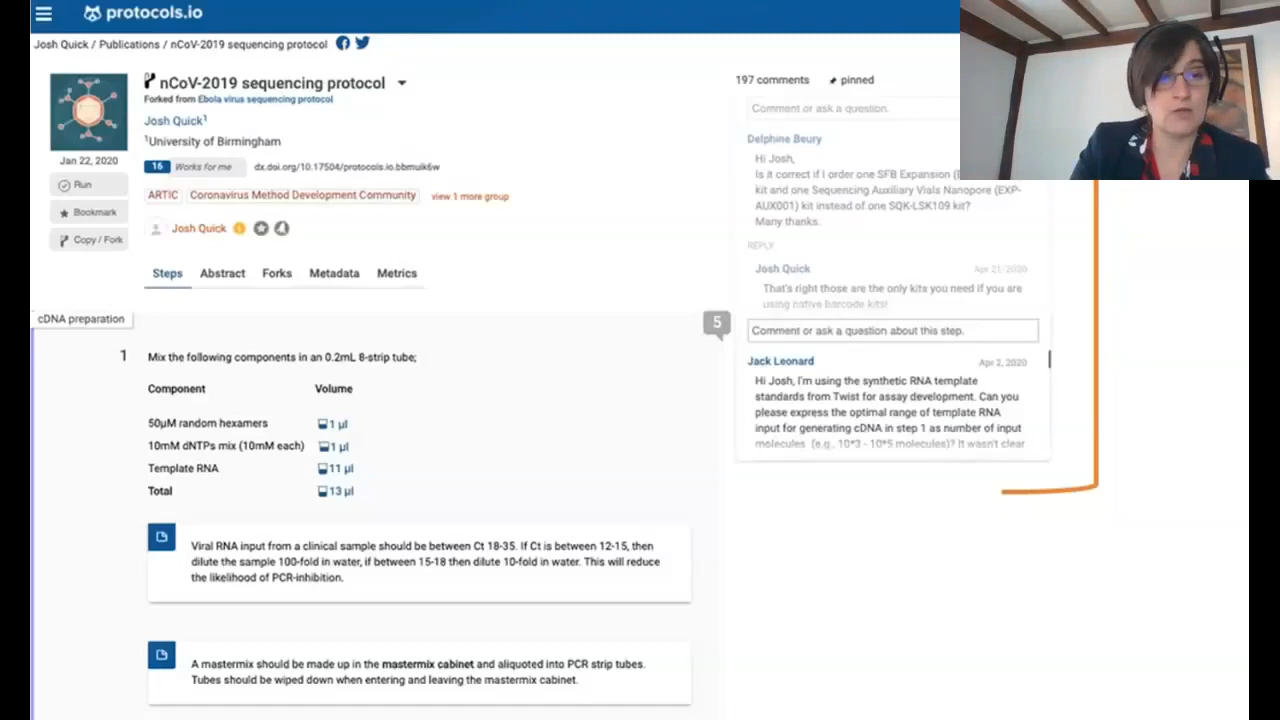 protocols.io
Josh Quick / Publications / nCoV-2019 sequencing protocol
nCoV-2019 sequencing protocol
Forked from Ebola virus sequencing protocol
Josh Quick1
1University of Birmingham
Jan 22, 2020
16 Works for me dx.doi.org/10.17504/protocols.io.bbmuik6w
Run
ARTIC Coronavirus Method Development Community view 1 more group
Bookmark
Josh Quick
Copy / Fork
Steps Abstract Forks Metadata Metrics
cDNA preparation
1 Mix the following components in an 0.2mL 8-strip tube;
Component Volume
50µM random hexamers 1 µl
10mM dNTPs mix (10mM each) 1 µl
Template RNA 11 µl
Total 13 µl
Viral RNA input from a clinical sample should be between Ct 18-35. If Ct is between 12-15, then
dilute the sample 100-fold in water, if between 15-18 then dilute 10-fold in water. This will reduce
the likelihood of PCR-inhibition.
A mastermix should be made up in the mastermix cabinet and aliquoted into PCR strip tubes.
Tubes should be wiped down when entering and leaving the mastermix cabinet.
197 comments pinned
Comment or ask a question.
Delphine Beury
Hi Josh,
Is it correct if I order one SFB Expansion
kit and one Sequencing Auxiliary Vials Nanopore (EXP-
AUX001) kit instead of one SQK-LSK109 kit?
Many thanks.
REPLY
Josh Quick Apr 21, 2020
That's right those are the only kits you need if you are
using native barcode kits!
5
Comment or ask a question about this step.
Jack Leonard Apr 2, 2020
Hi Josh, I'm using the synthetic RNA template
standards from Twist for assay development. Can you
please express the optimal range of template RNA
input for generating cDNA in step 1 as number of input
molecules (e.g., 10*3 - 10*5 molecules)? It wasn't clear